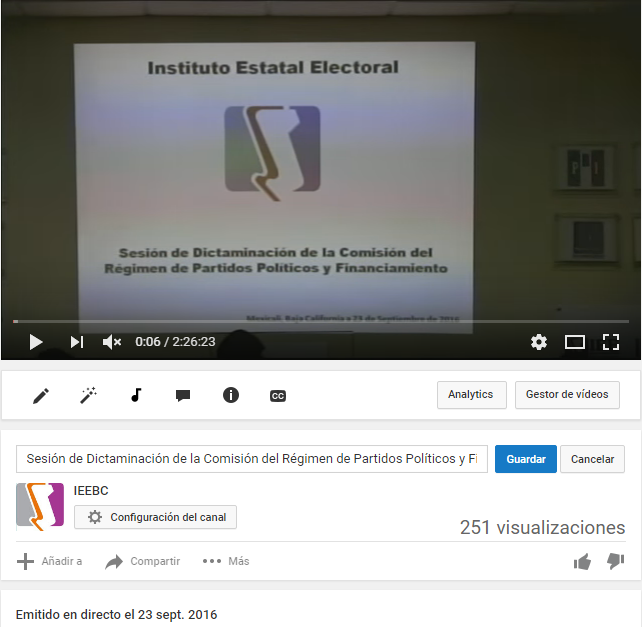 Instituto Estatal Electoral
Sesión de Dictaminación de la Comisión del
Régimen de Partidos Políticos y Financiamiento
Mexicali, Baja California a 23 de Septiembre de 2016
0:06 / 2:26:23
CC
Analytics
Gestor de vídeos
Sesión de Dictaminación de la Comisión del Régimen de Partidos Políticos y Fi
Guardar
Cancelar
IEEBC
Configuración del canal
251 visualizaciones
Añadir a
Compartir
Más
Emitido en directo el 23 sept. 2016